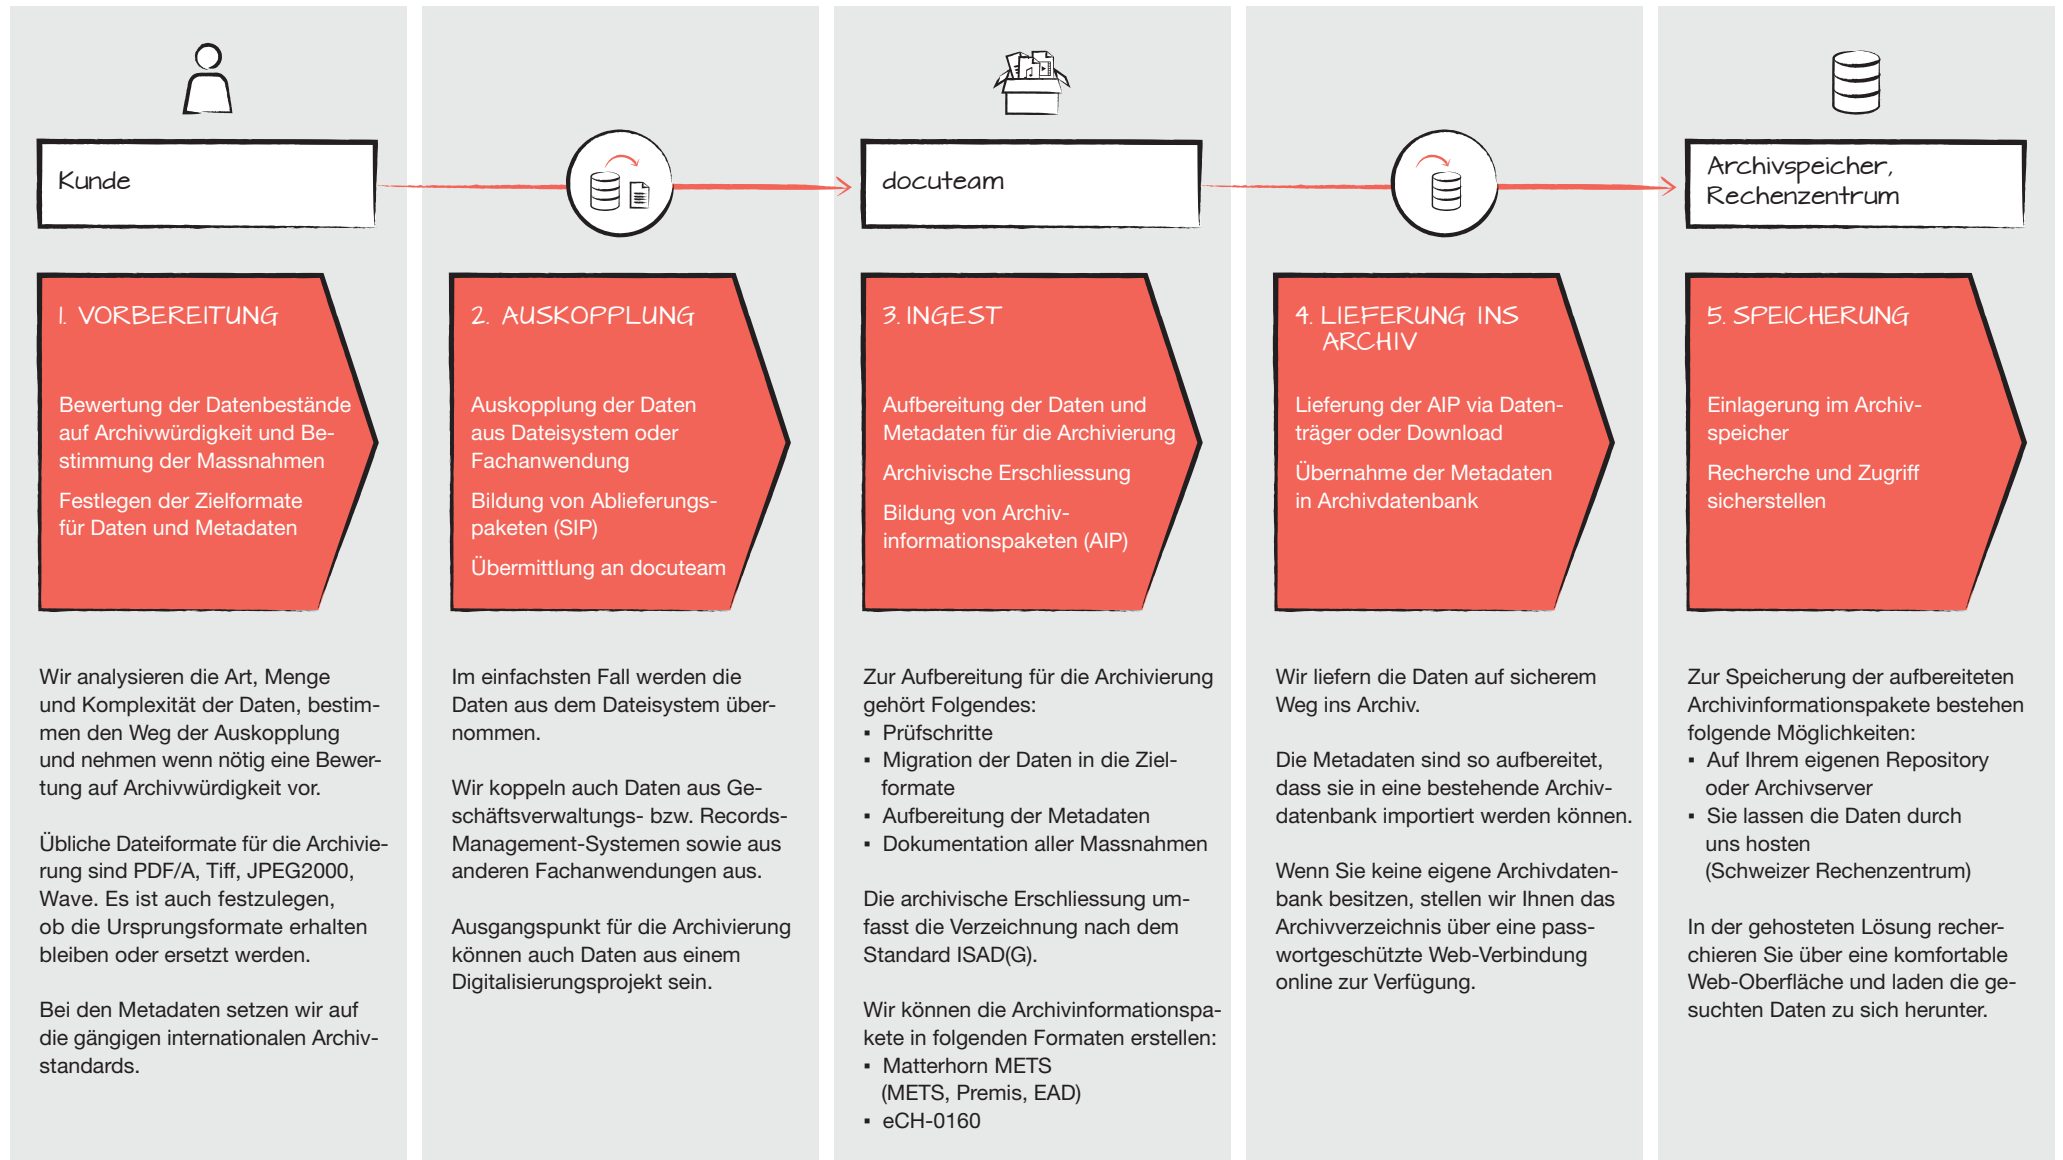 Kunde
docuteam
Archivspeicher,
Rechenzentrum
1. VORBEREITUNG
Bewertung der Datenbestände
auf Archivwürdigkeit und Be-
stimmung der Massnahmen
Festlegen der Zielformate
für Daten und Metadaten
Wir analysieren die Art, Menge
und Komplexität der Daten, bestim-
men den Weg der Auskopplung
und nehmen wenn nötig eine Bewer-
tung auf Archivwürdigkeit vor.
Übliche Dateiformate für die Archivie-
rung sind PDF/A, Tiff, JPEG2000,
Wave. Es ist auch festzulegen,
ob die Ursprungsformate erhalten
bleiben oder ersetzt werden.
Bei den Metadaten setzen wir auf
die gängigen internationalen Archiv-
standards.
2. AUSKOPPLUNG
Auskopplung der Daten
aus Dateisystem oder
Fachanwendung
Bildung von Ablieferungs-
paketen (SIP)
Übermittlung an docuteam
Im einfachsten Fall werden die
Daten aus dem Dateisystem über-
nommen.
Wir koppeln auch Daten aus Ge-
schäftsverwaltungs- bzw. Records-
Management-Systemen sowie aus
anderen Fachanwendungen aus.
Ausgangspunkt für die Archivierung
können auch Daten aus einem
Digitalisierungsprojekt sein.
3. INGEST
Aufbereitung der Daten und
Metadaten für die Archivierung
Archivische Erschliessung
Bildung von Archiv-
informationspaketen (AIP)
Zur Aufbereitung für die Archivierung
gehört Folgendes:
▪ Prüfschritte
▪ Migration der Daten in die Ziel-
formate
▪ Aufbereitung der Metadaten
▪ Dokumentation aller Massnahmen
Die archivische Erschliessung um-
fasst die Verzeichnung nach dem
Standard ISAD(G).
Wir können die Archivinformationspa-
kete in folgenden Formaten erstellen:
▪ Matterhorn METS
(METS, Premis, EAD)
▪ eCH-0160
4. LIEFERUNG INS
ARCHIV
Lieferung der AIP via Daten-
träger oder Download
Übernahme der Metadaten
in Archivdatenbank
Wir liefern die Daten auf sicherem
Weg ins Archiv.
Die Metadaten sind so aufbereitet,
dass sie in eine bestehende Archiv-
datenbank importiert werden können.
Wenn Sie keine eigene Archivdaten-
bank besitzen, stellen wir Ihnen das
Archivverzeichnis über eine pass-
wortgeschützte Web-Verbindung
online zur Verfügung.
5. SPEICHERUNG
Einlagerung im Archiv-
speicher
Recherche und Zugriff
sicherstellen
Zur Speicherung der aufbereiteten
Archivinformationspakete bestehen
folgende Möglichkeiten:
▪ Auf Ihrem eigenen Repository
oder Archivserver
▪ Sie lassen die Daten durch
uns hosten
(Schweizer Rechenzentrum)
In der gehosteten Lösung recher-
chieren Sie über eine komfortable
Web-Oberfläche und laden die ge-
suchten Daten zu sich herunter.